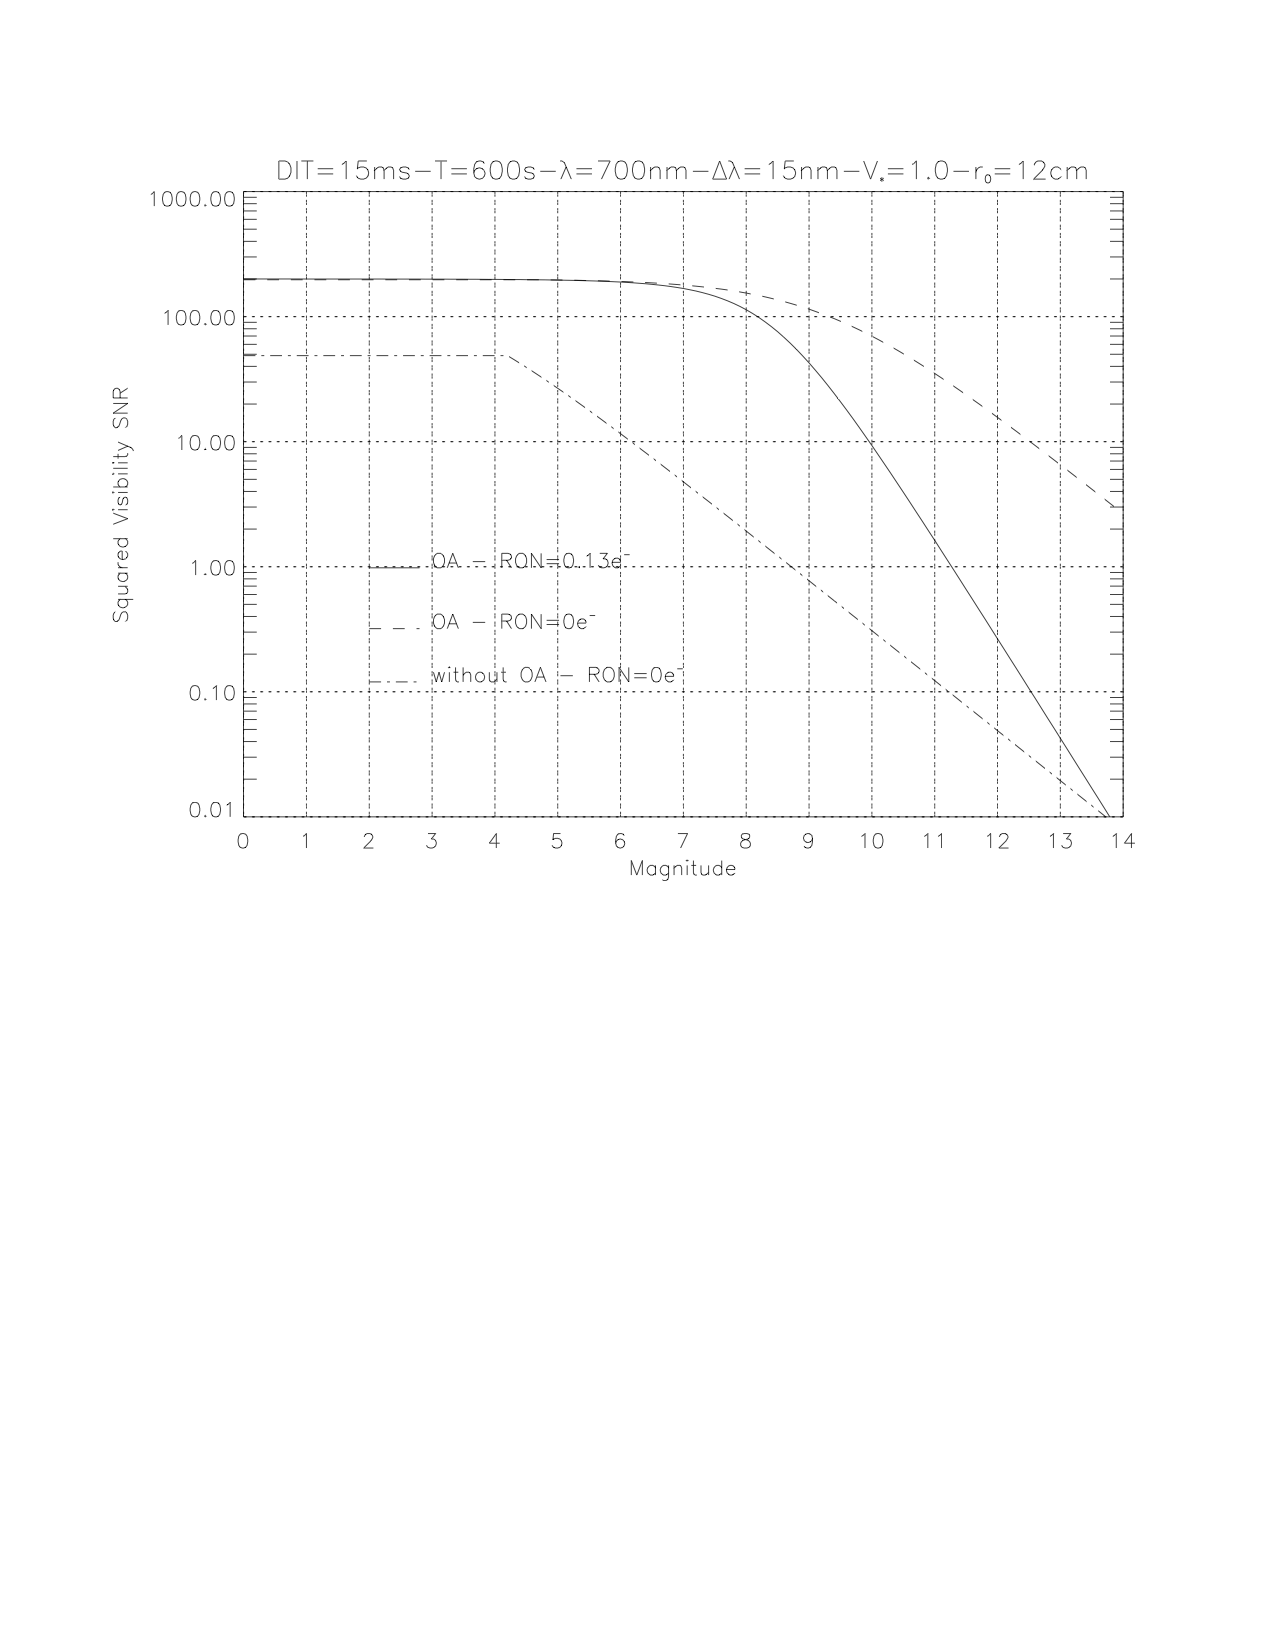 DIT=15ms−T=600s−λ=700nm−Δλ=15nm−V*=1.0−r0=12cm
1000.00
100.00
10.00
1.00
0.10
0.01
Squared Visibility SNR
OA − RON=0.13e−
OA − RON=0e−
without OA − RON=0e−
0 1 2 3 4 5 6 7 8 9 10 11 12 13 14
Magnitude